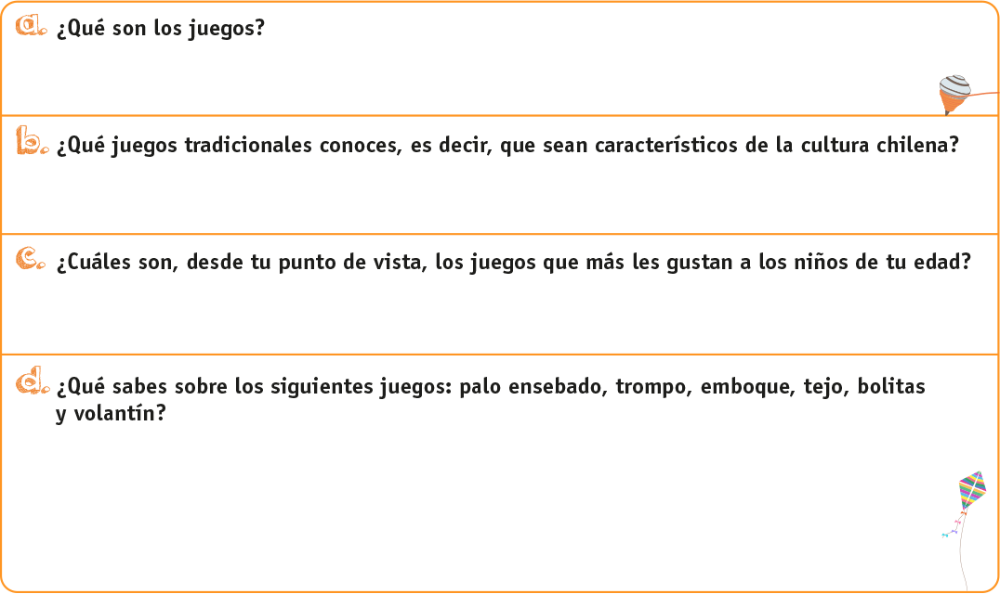 a. ¿Qué son los juegos?
b. ¿Qué juegos tradicionales conoces, es decir, que sean característicos de la cultura chilena?
c. ¿Cuáles son, desde tu punto de vista, los juegos que más les gustan a los niños de tu edad?
d. ¿Qué sabes sobre los siguientes juegos: palo ensebado, trompo, emboque, tejo, bolitas
y volantín?